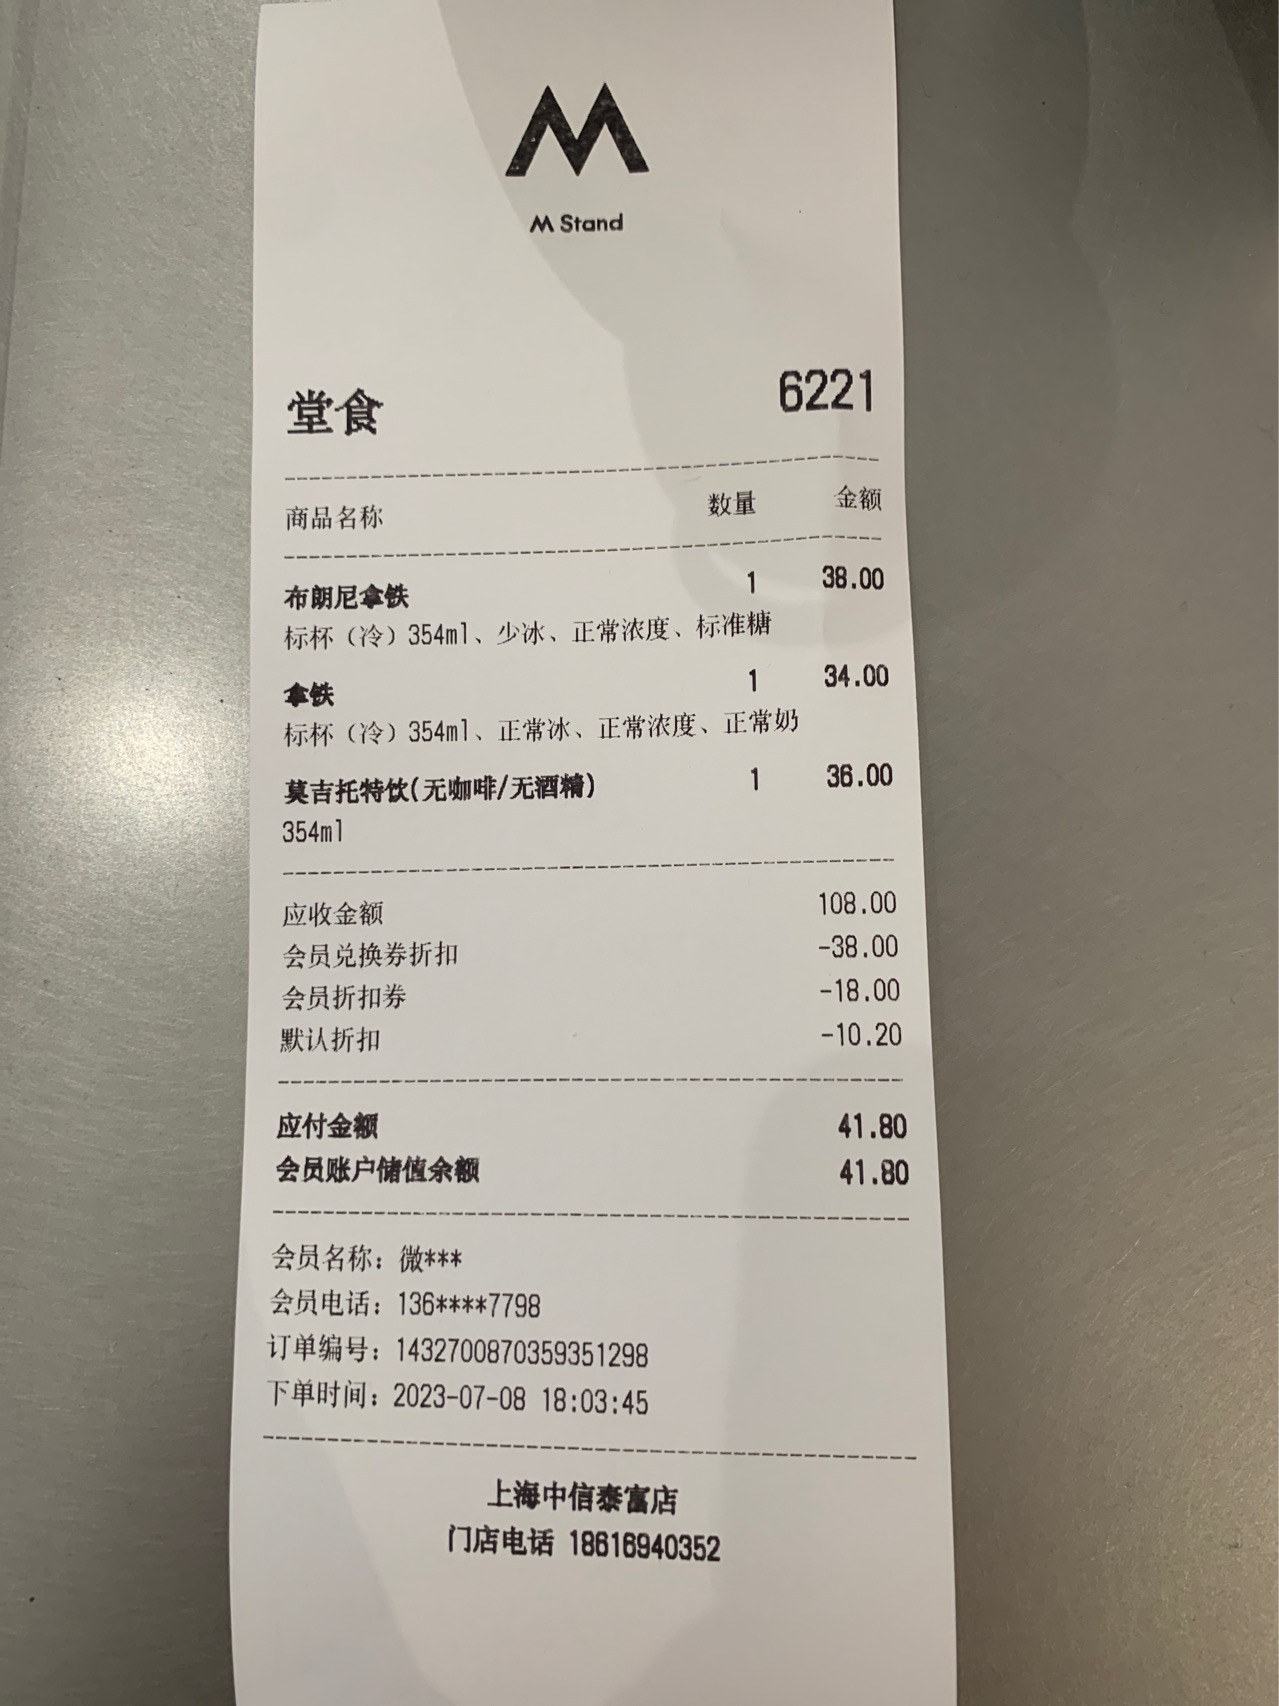 M Stand
堂食 6221
商品名称 数量 金额
布朗尼拿铁 1 38.00
标杯（冷）354ml、少冰、正常浓度、标准糖
拿铁 1 34.00
标杯（冷）354ml、正常冰、正常浓度、正常奶
莫吉托特饮(无咖啡/无酒精) 1 36.00
354ml
应收金额 108.00
会员兑换券折扣 -38.00
会员折扣券 -18.00
默认折扣 -10.20
应付金额 41.80
会员账户储值余额 41.80
会员名称：微***
会员电话：136****7798
订单编号：1432700870359351298
下单时间：2023-07-08 18:03:45
上海中信泰富店
门店电话 18616940352